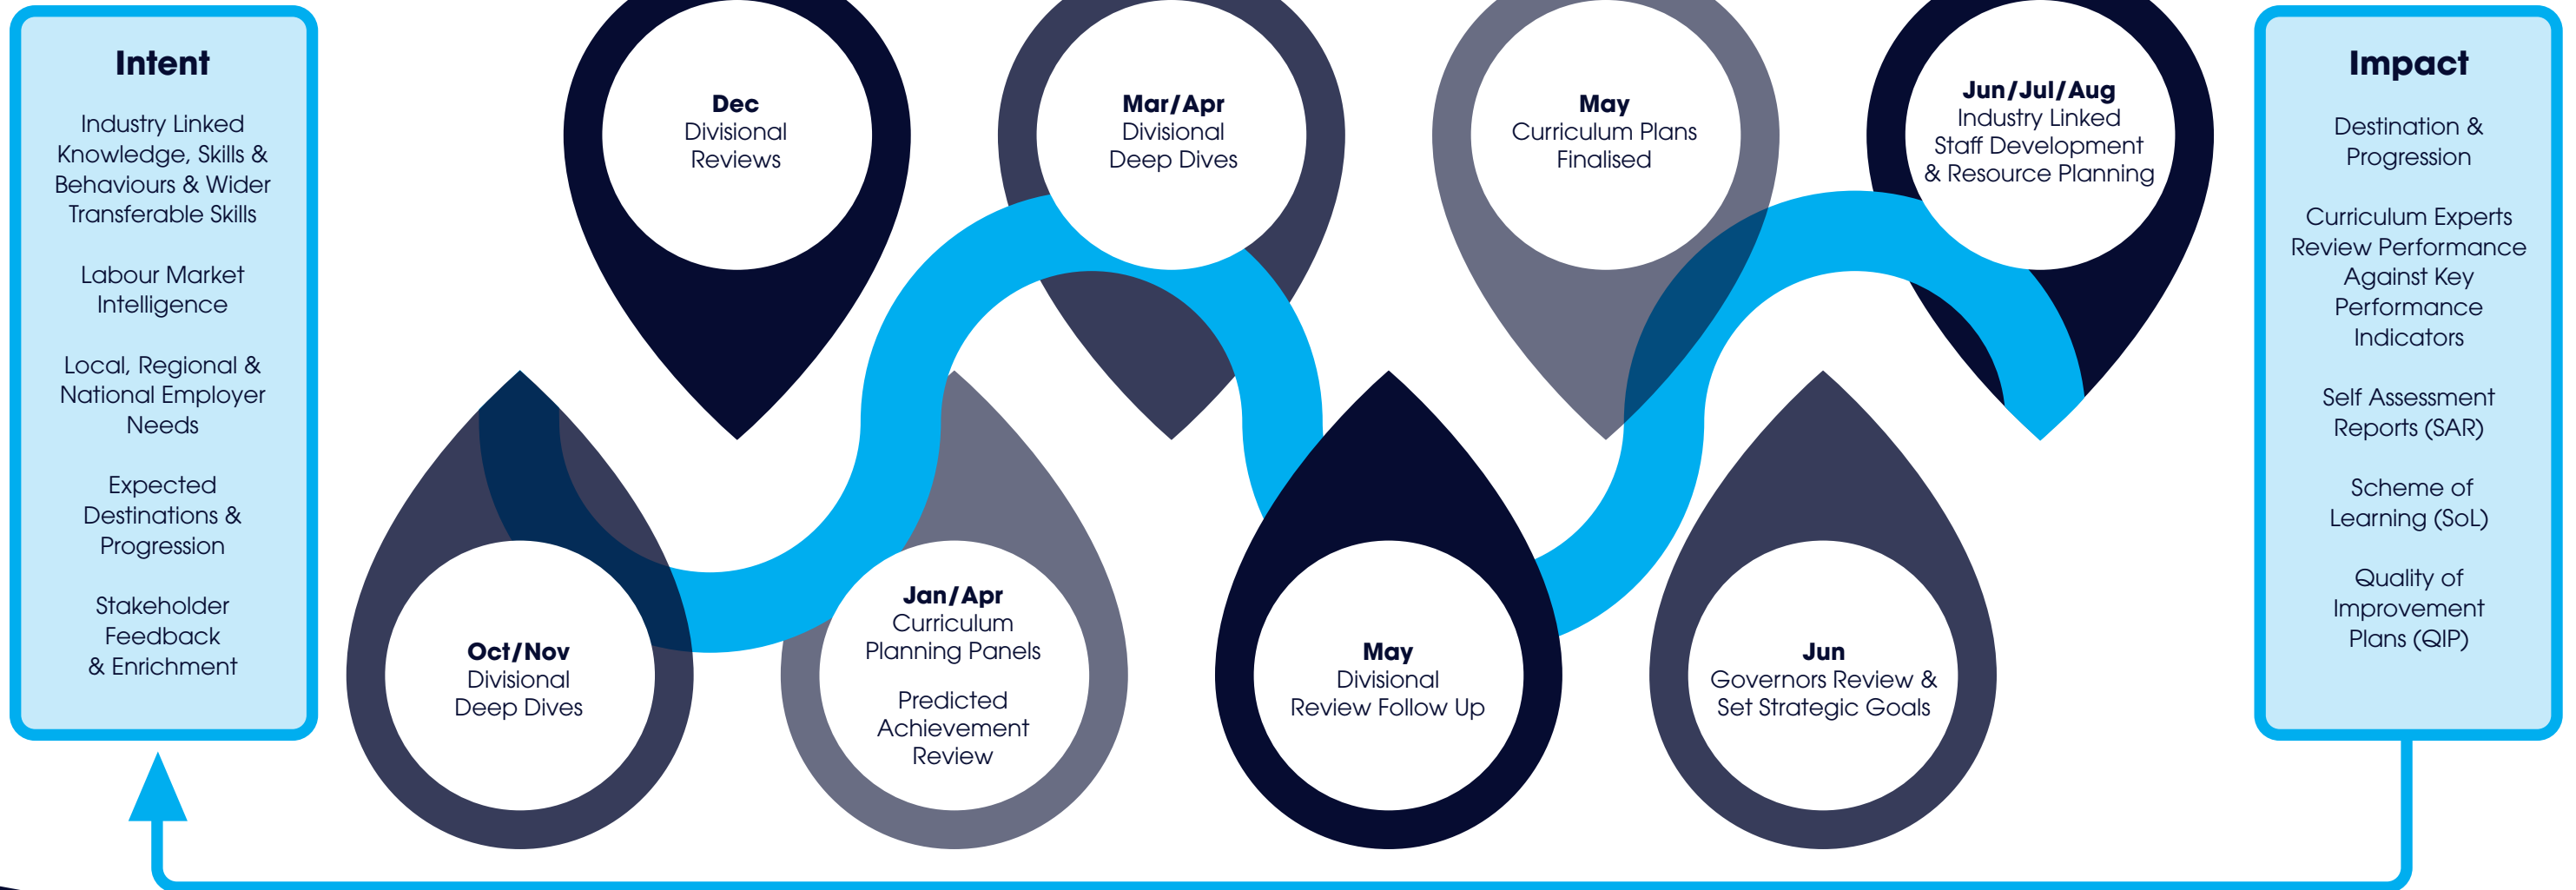 Intent
Industry Linked
Knowledge, Skills &
Behaviours & Wider
Transferable Skills
Labour Market
Intelligence
Local, Regional &
National Employer
Needs
Expected
Destinations &
Progression
Stakeholder
Feedback
& Enrichment
Oct/Nov
Divisional
Deep Dives
Dec
Divisional
Reviews
Jan/Apr
Curriculum
Planning Panels
Predicted
Achievement
Review
Mar/Apr
Divisional
Deep Dives
May
Divisional
Review Follow Up
May
Curriculum Plans
Finalised
Jun
Governors Review &
Set Strategic Goals
Jun/Jul/Aug
Industry Linked
Staff Development
& Resource Planning
Impact
Destination &
Progression
Curriculum Experts
Review Performance
Against Key
Performance
Indicators
Self Assessment
Reports (SAR)
Scheme of
Learning (SoL)
Quality of
Improvement
Plans (QIP)